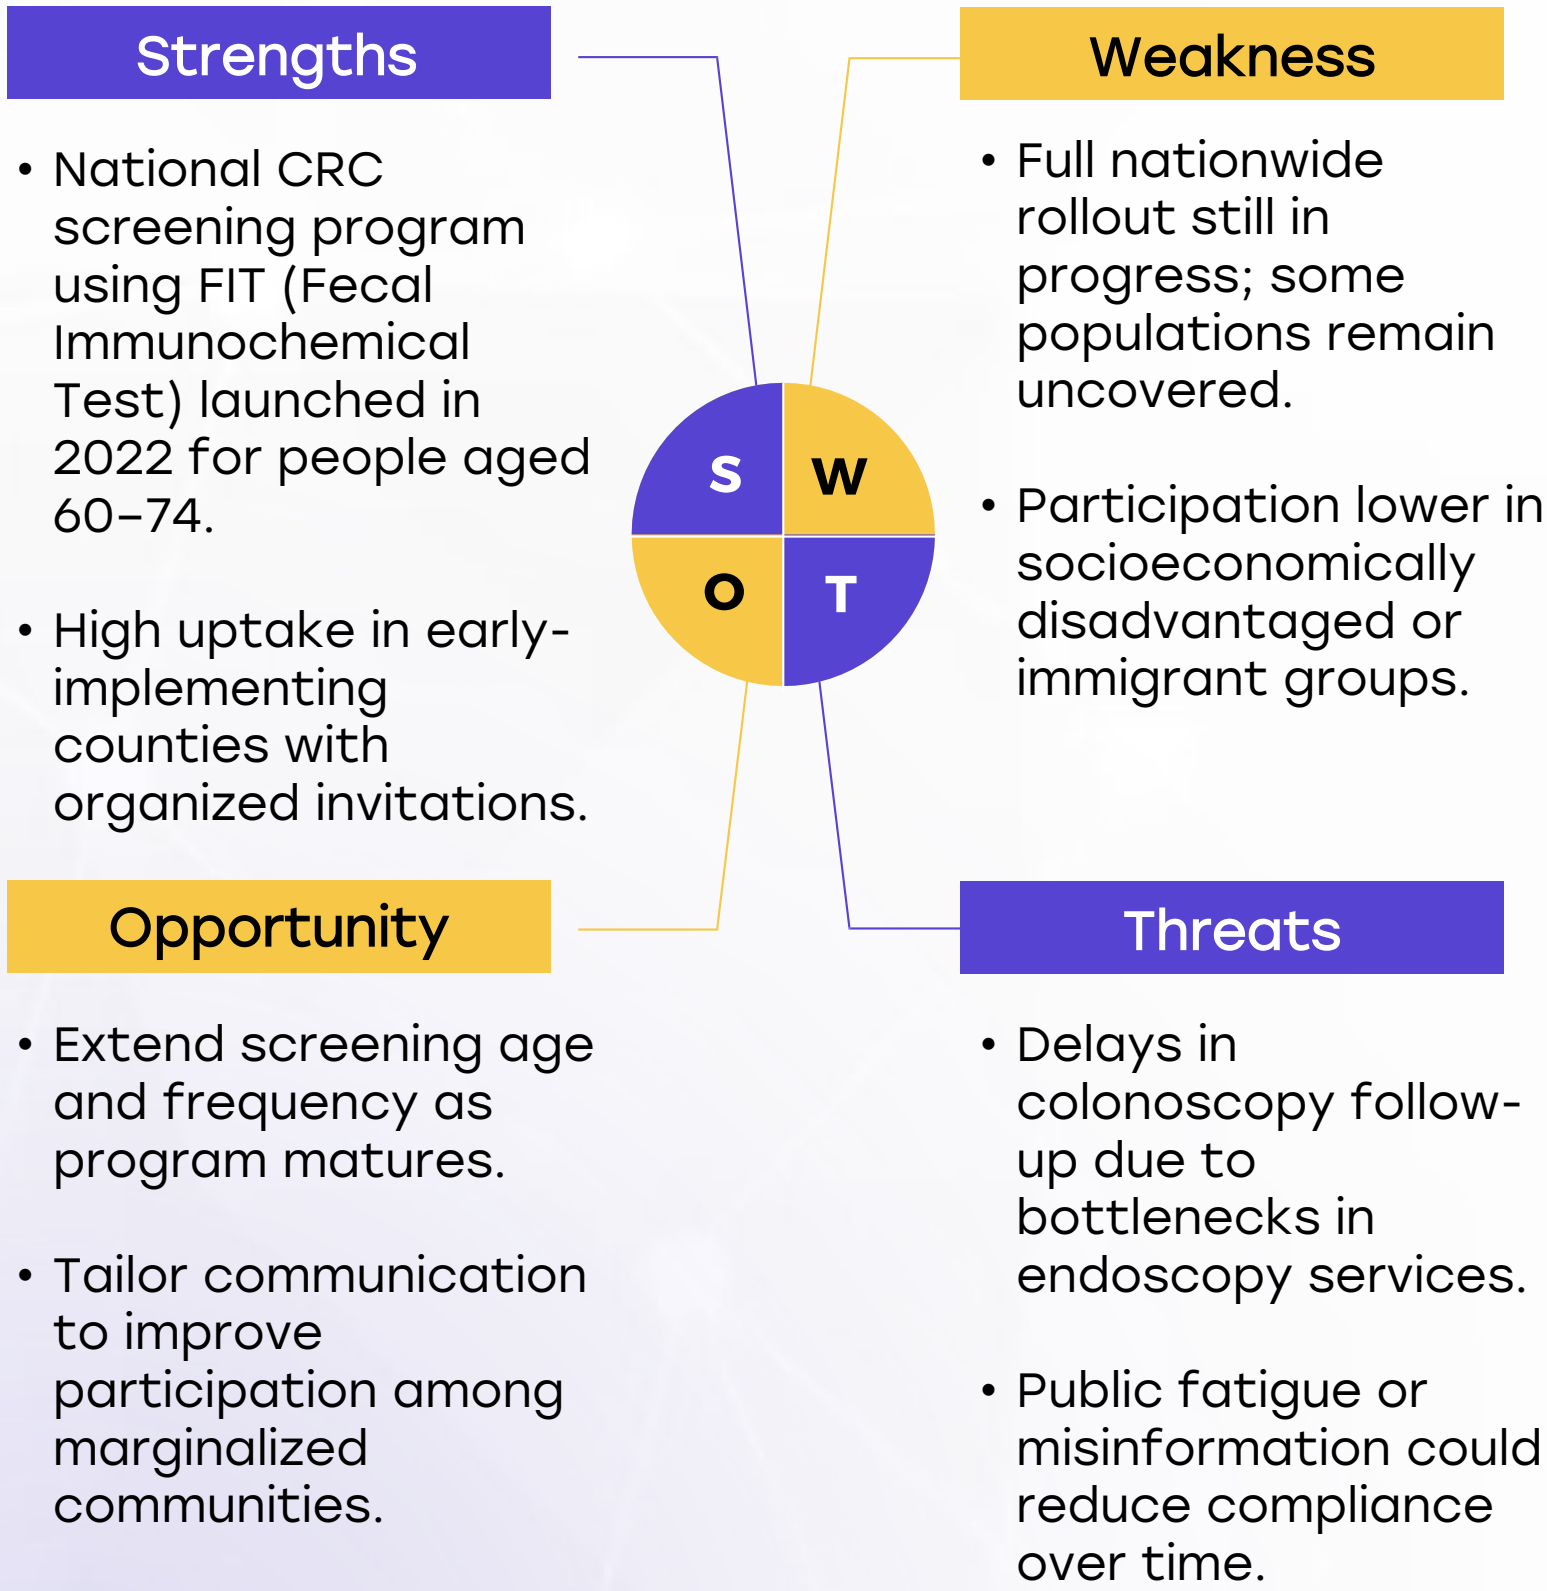 Strengths
• National CRC
screening program
using FIT (Fecal
Immunochemical
Test) launched in
2022 for people aged
60–74.
• High uptake in early-
implementing
counties with
organized invitations.
Weakness
• Full nationwide
rollout still in
progress; some
populations remain
uncovered.
• Participation lower in
socioeconomically
disadvantaged or
immigrant groups.
S
W
O
T
Opportunity
• Extend screening age
and frequency as
program matures.
• Tailor communication
to improve
participation among
marginalized
communities.
Threats
• Delays in
colonoscopy follow-
up due to
bottlenecks in
endoscopy services.
• Public fatigue or
misinformation could
reduce compliance
over time.